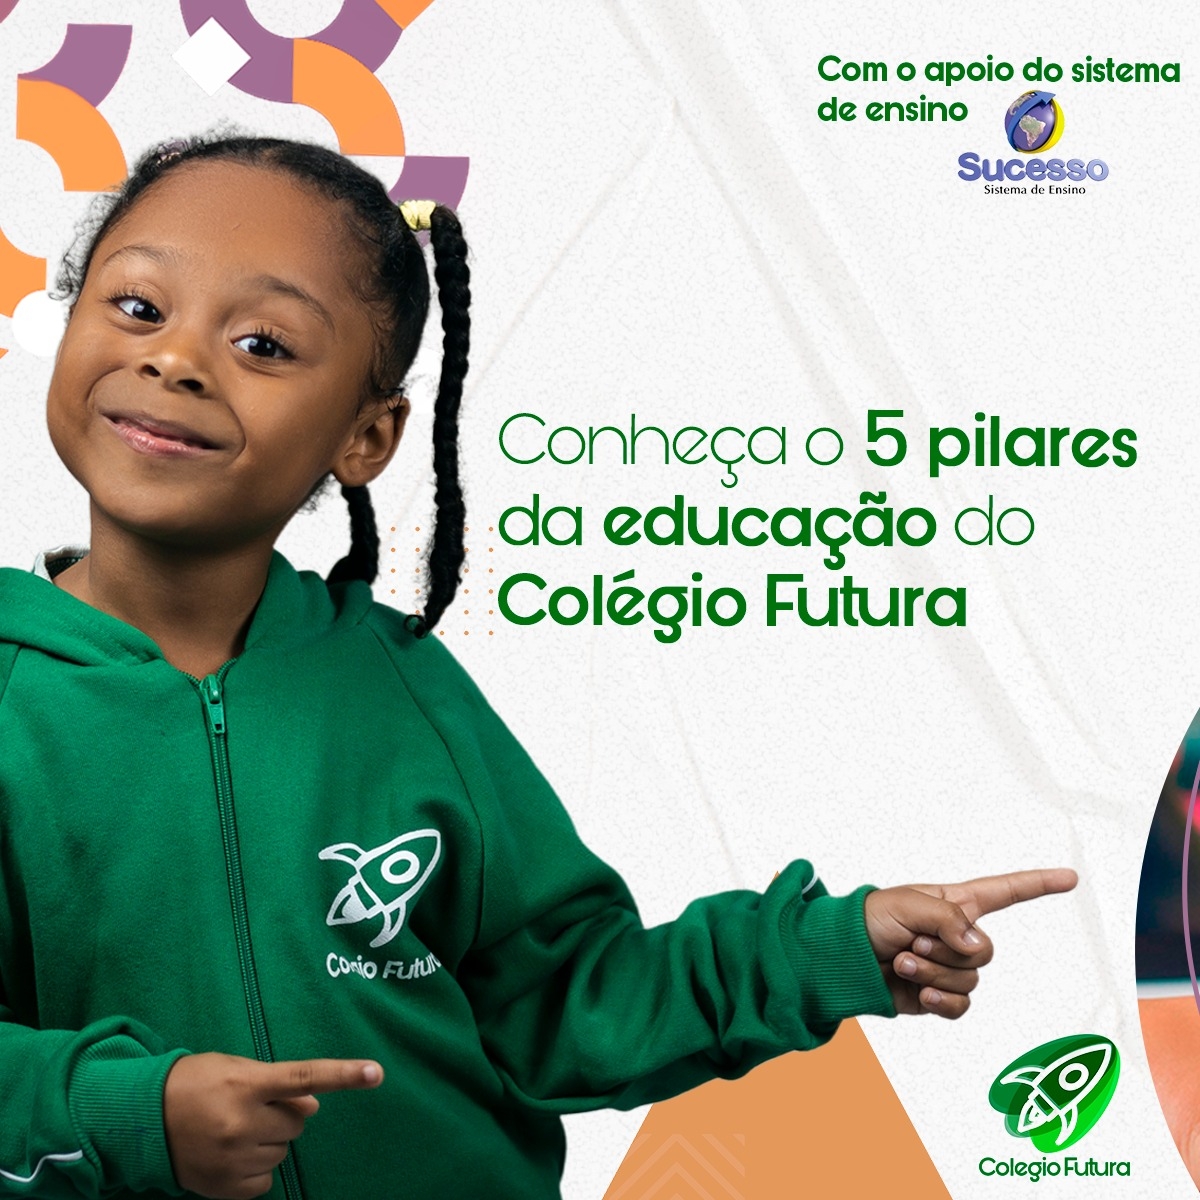 Com o apoio do sistema
de ensino
Sucesso
Sistema de Ensino
Conheça o 5 pilares
da educação do
Colégio Futura
Futura
Colegio Futura